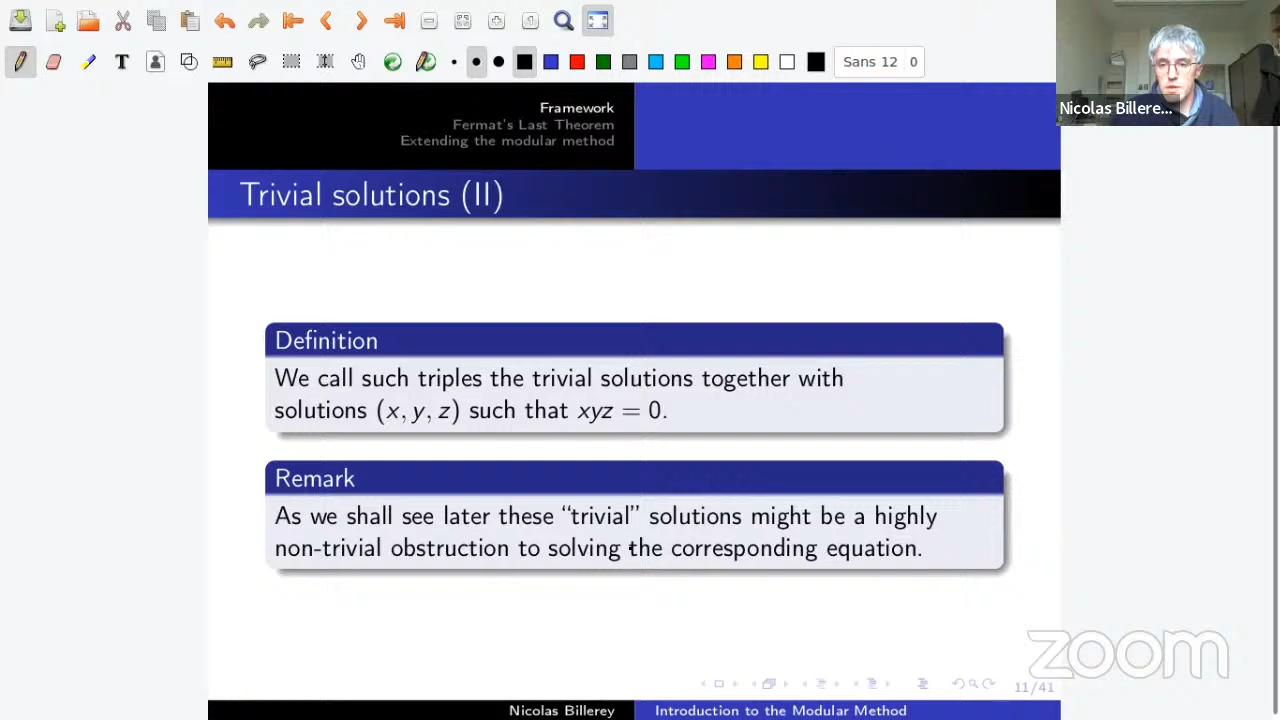 Sans 12 0
Nicolas Billere...
Framework
Fermat's Last Theorem
Extending the modular method
Trivial solutions (II)
Definition
We call such triples the trivial solutions together with
solutions (x, y, z) such that xyz = 0.
Remark
As we shall see later these “trivial” solutions might be a highly
non-trivial obstruction to solving the corresponding equation.
zoom
11/41
Nicolas Billerey Introduction to the Modular Method